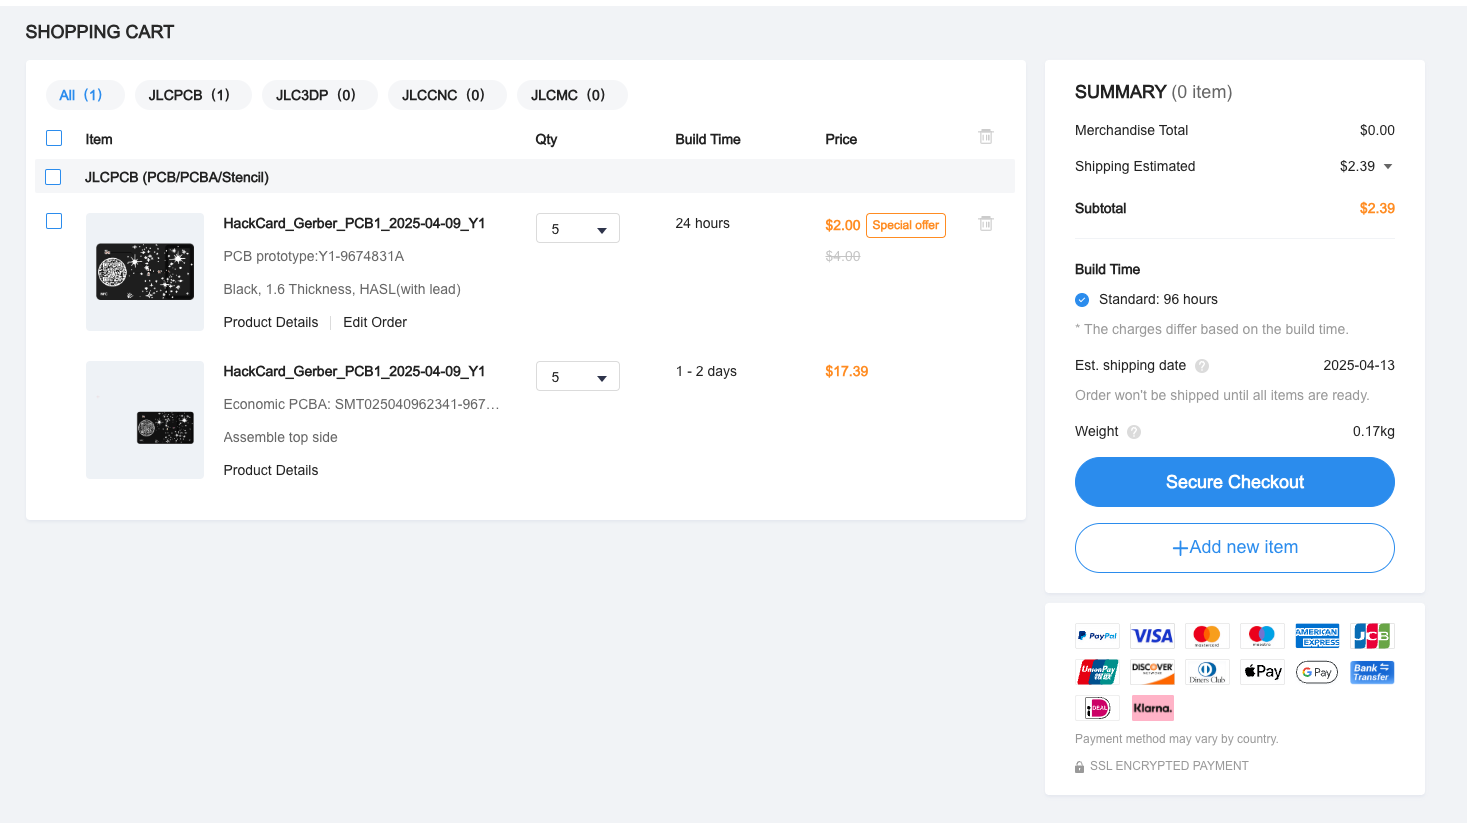 SHOPPING CART
All (1) JLCPCB (1) JLC3DP (0) JLCCNC (0) JLCMC (0)
Item Qty Build Time Price
JLCPCB (PCB/PCBA/Stencil)
HackCard_Gerber_PCB1_2025-04-09_Y1 5 24 hours $2.00 Special offer
PCB prototype:Y1-9674831A $4.00
Black, 1.6 Thickness, HASL(with lead)
Product Details Edit Order
HackCard_Gerber_PCB1_2025-04-09_Y1 5 1 - 2 days $17.39
Economic PCBA: SMT025040962341-967…
Assemble top side
Product Details
SUMMARY (0 item)
Merchandise Total $0.00
Shipping Estimated $2.39
Subtotal $2.39
Build Time
Standard: 96 hours
* The charges differ based on the build time.
Est. shipping date ? 2025-04-13
Order won't be shipped until all items are ready.
Weight ? 0.17kg
Secure Checkout
+Add new item
PayPal VISA mastercard maestro AMERICAN EXPRESS JCB
UnionPay 银联 DISCOVER NETWORK Diners Club Pay G Pay Bank Transfer
iDEAL Klarna.
Payment method may vary by country.
SSL ENCRYPTED PAYMENT